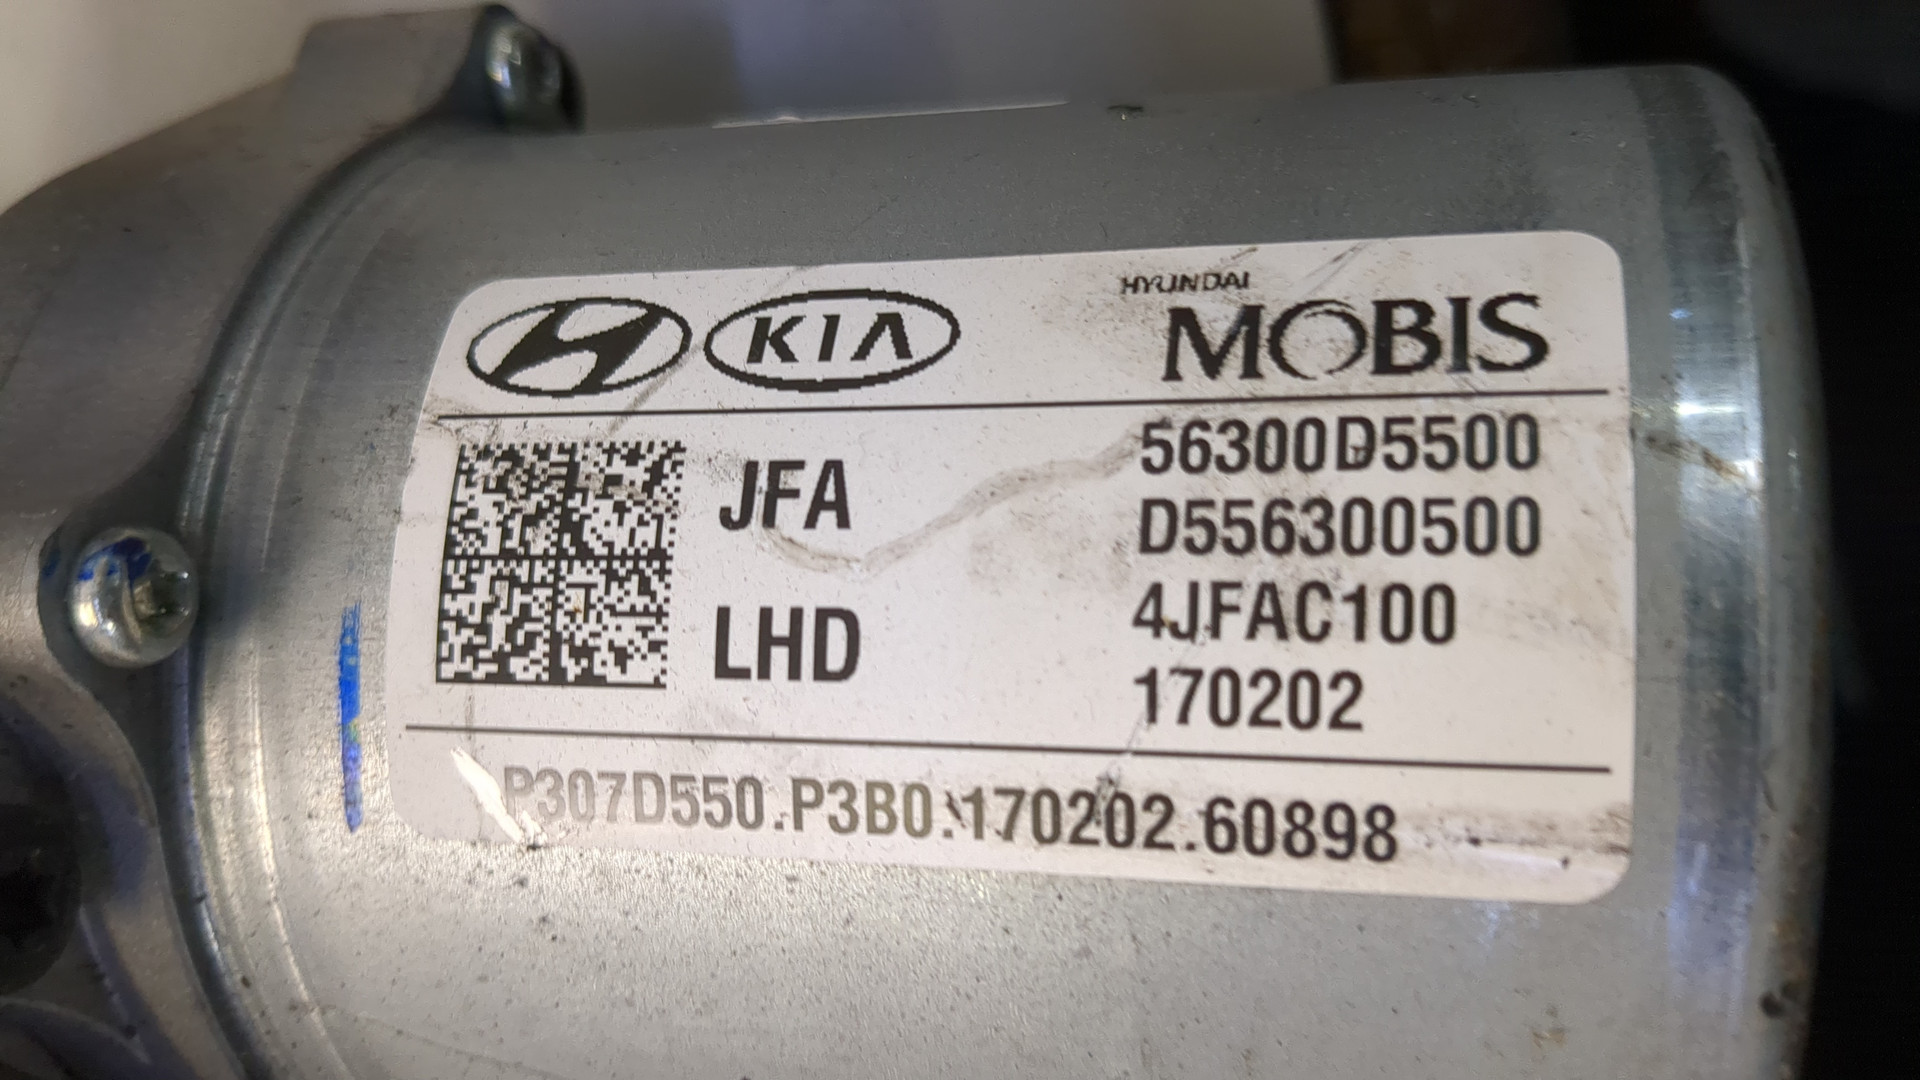 KIA
HYUNDAI
MOBIS
JFA
LHD
56300D5500
D556300500
4JFAC100
170202
P307D550.P3B0.170202.60898